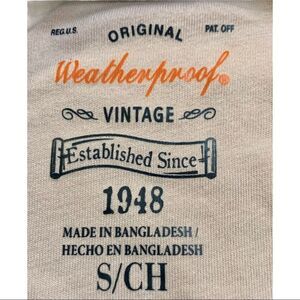 REG.U.S. ORIGINAL PAT. OFF
Weatherproof®
VINTAGE
Established Since
1948
MADE IN BANGLADESH /
HECHO EN BANGLADESH
S/CH